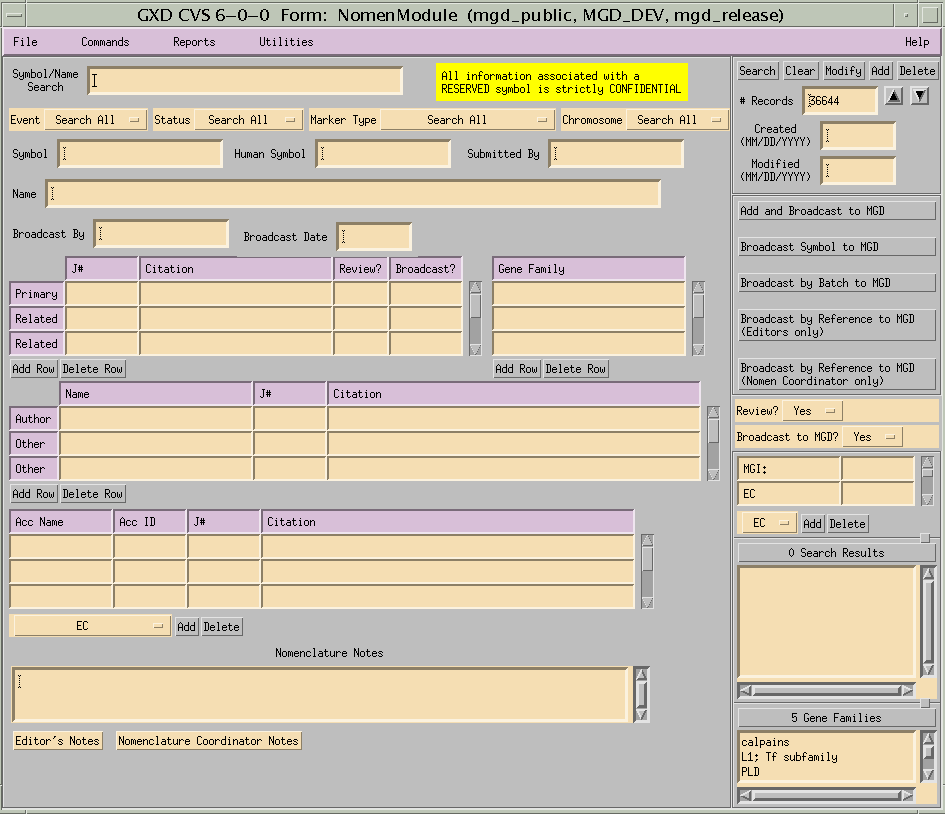 GXD CVS 6-0-0 Form: NomenModule (mgd_public, MGD_DEV, mgd_release)
File Commands Reports Utilities Help
Symbol/Name
Search
All information associated with a
RESERVED symbol is strictly CONFIDENTIAL
Event Search All Status Search All Marker Type Search All Chromosome Search All
Symbol Human Symbol Submitted By
Name
Broadcast By Broadcast Date
J# Citation Review? Broadcast?
Primary
Related
Related
Add Row Delete Row
Gene Family
Add Row Delete Row
Name J# Citation
Author
Other
Other
Add Row Delete Row
Acc Name Acc ID J# Citation
EC Add Delete
Nomenclature Notes
Editor's Notes Nomenclature Coordinator Notes
Search Clear Modify Add Delete
# Records 36644
Created
(MM/DD/YYYY)
Modified
(MM/DD/YYYY)
Add and Broadcast to MGD
Broadcast Symbol to MGD
Broadcast by Batch to MGD
Broadcast by Reference to MGD
(Editors only)
Broadcast by Reference to MGD
(Nomen Coordinator only)
Review? Yes
Broadcast to MGD? Yes
MGI:
EC
EC Add Delete
0 Search Results
5 Gene Families
calpains
L1; Tf subfamily
PLD